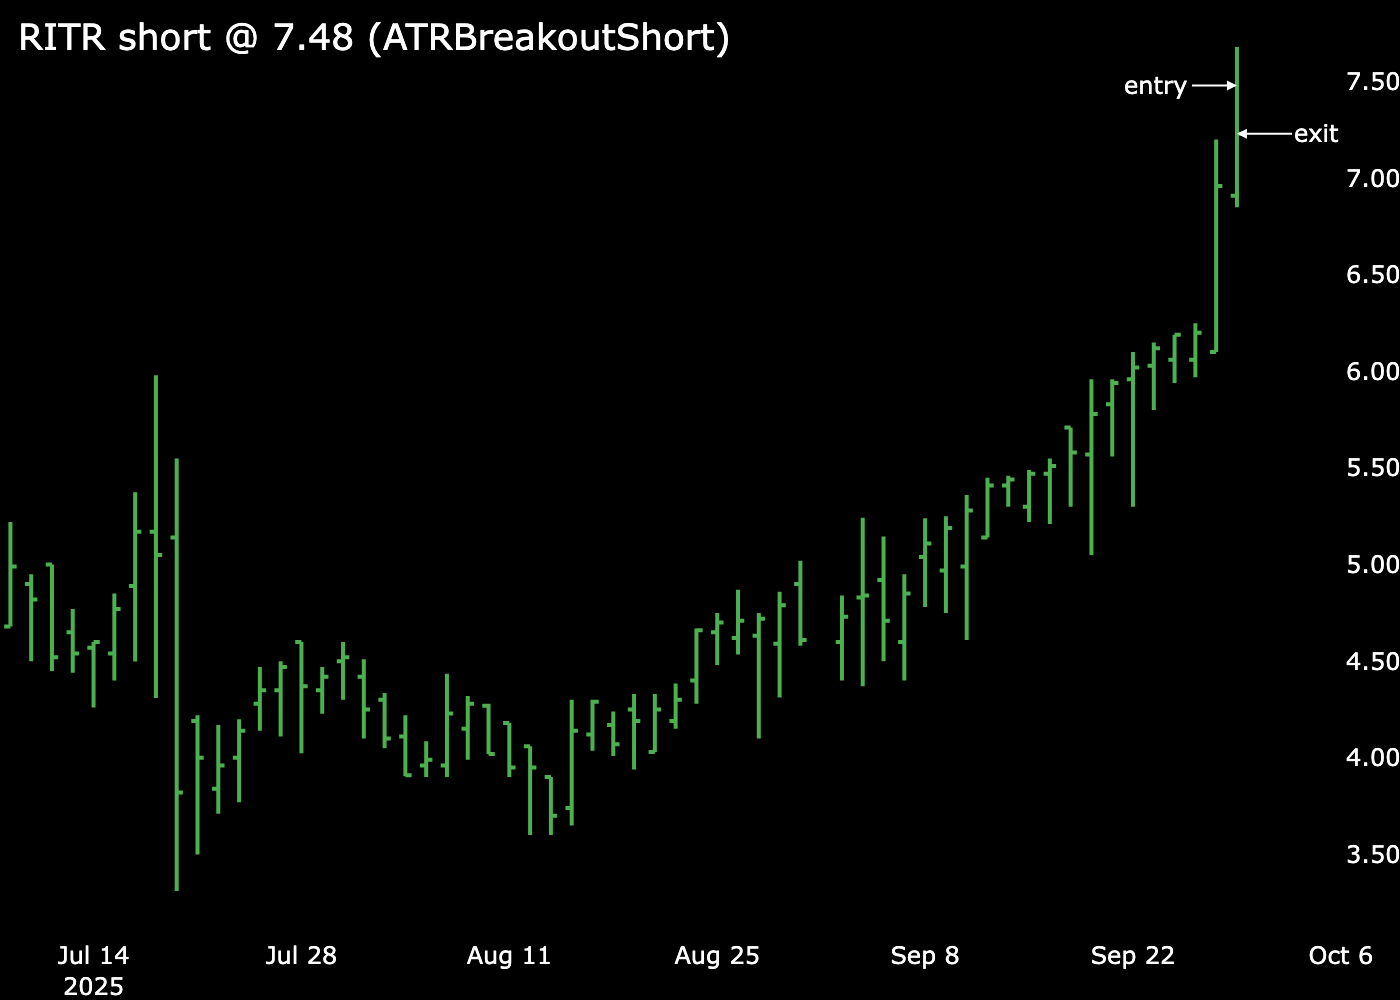 RITR short @ 7.48 (ATRBreakoutShort)
entry
7.50
exit
7.00
6.50
6.00
5.50
5.00
4.50
4.00
3.50
Jul 14
2025
Jul 28
Aug 11
Aug 25
Sep 8
Sep 22
Oct 6